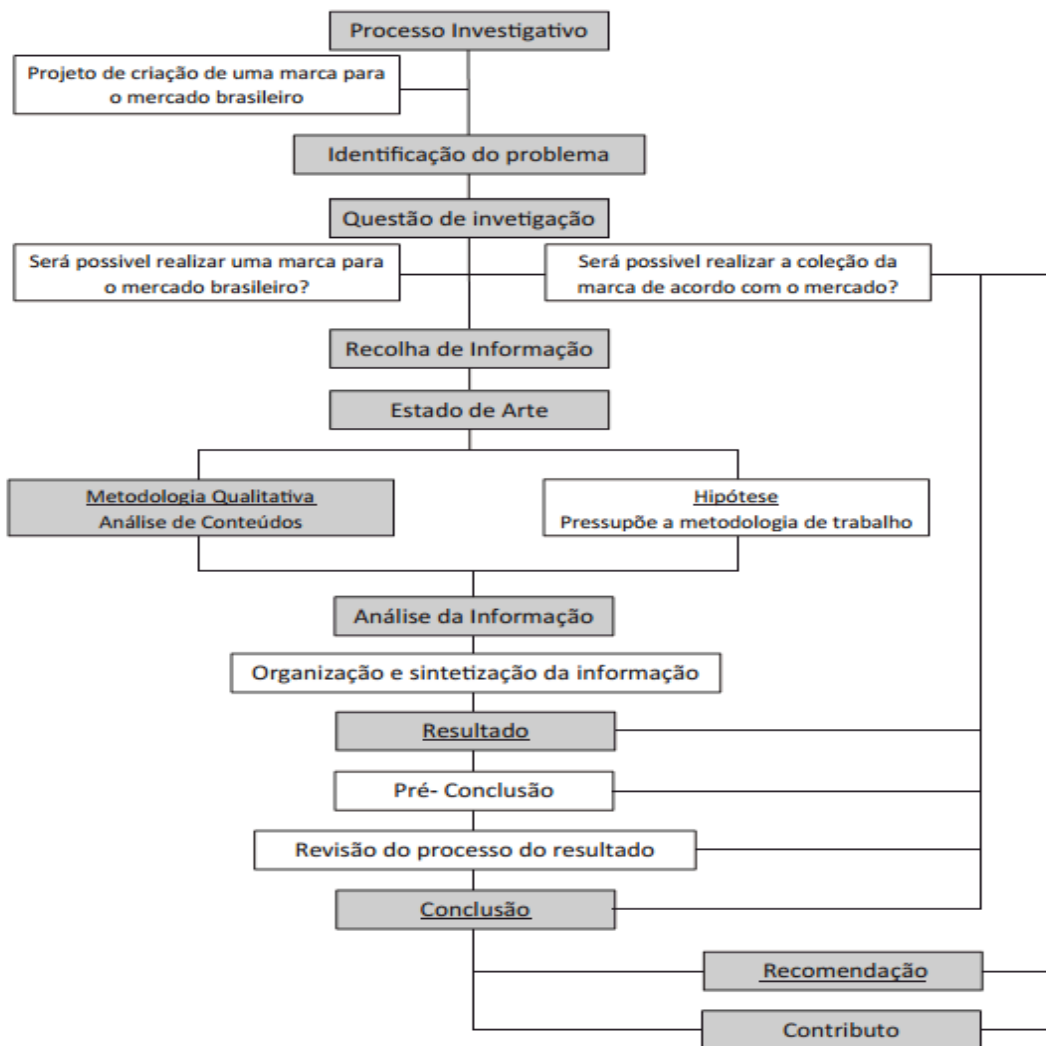 Processo Investigativo
Projeto de criação de uma marca para
o mercado brasileiro
Identificação do problema
Questão de invetigação
Será possivel realizar uma marca para
o mercado brasileiro?
Será possivel realizar a coleção da
marca de acordo com o mercado?
Recolha de Informação
Estado de Arte
Metodologia Qualitativa
Análise de Conteúdos
Hipótese
Pressupõe a metodologia de trabalho
Análise da Informação
Organização e sintetização da informação
Resultado
Pré- Conclusão
Revisão do processo do resultado
Conclusão
Recomendação
Contributo